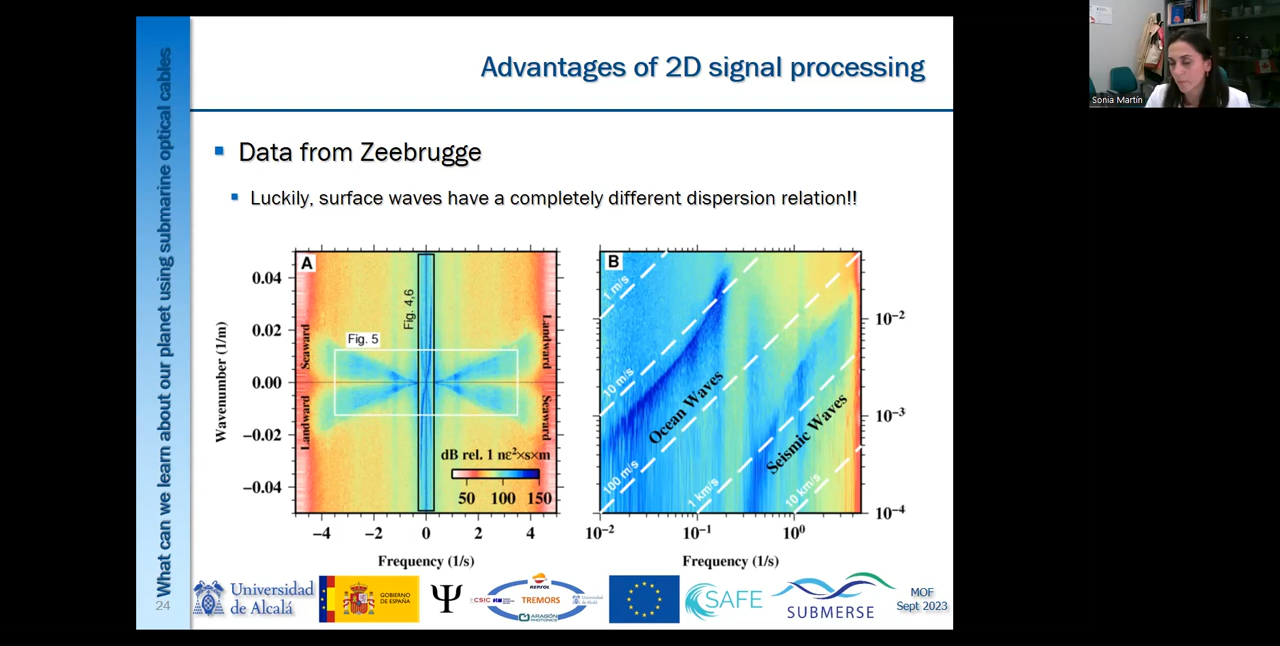 What can we learn about our planet using submarine optical cables
Advantages of 2D signal processing
Sonia Martín
Data from Zeebrugge
Luckily, surface waves have a completely different dispersion relation!!
A
Fig. 4,6
Fig. 5
Seaward
Landward
Landward
Seaward
Wavenumber (1/m)
0.04
0.02
0.00
−0.02
−0.04
dB rel. 1 nε²×s×m
50 100 150
−4 −2 0 2 4
Frequency (1/s)
B
1 m/s
10 m/s
100 m/s
1 km/s
10 km/s
Ocean Waves
Seismic Waves
10⁻²
10⁻³
10⁻⁴
10⁻² 10⁻¹ 10⁰
Frequency (1/s)
24
Universidad
de Alcalá
GOBIERNO
DE ESPAÑA
Ψ
REPSOL
CSIC
TREMORS
ARAGÓN
PHOTONICS
SAFE
SUBMERSE
MOF
Sept 2023